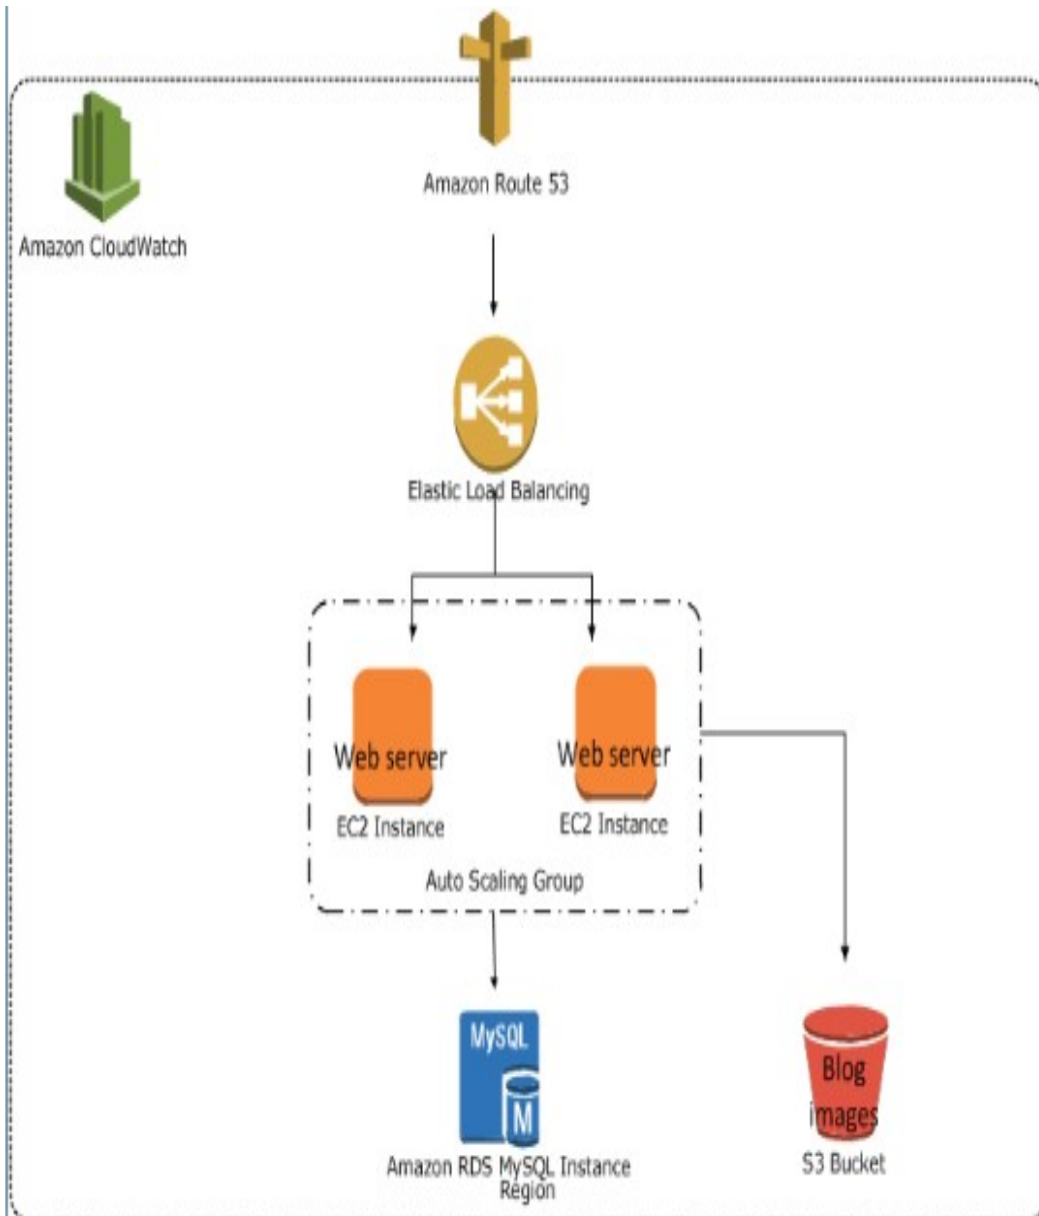 Amazon Route 53
Amazon CloudWatch
Elastic Load Balancing
Web server
EC2 Instance
Web server
EC2 Instance
Auto Scaling Group
MySQL
M
Amazon RDS MySQL Instance
Region
Blog
images
S3 Bucket